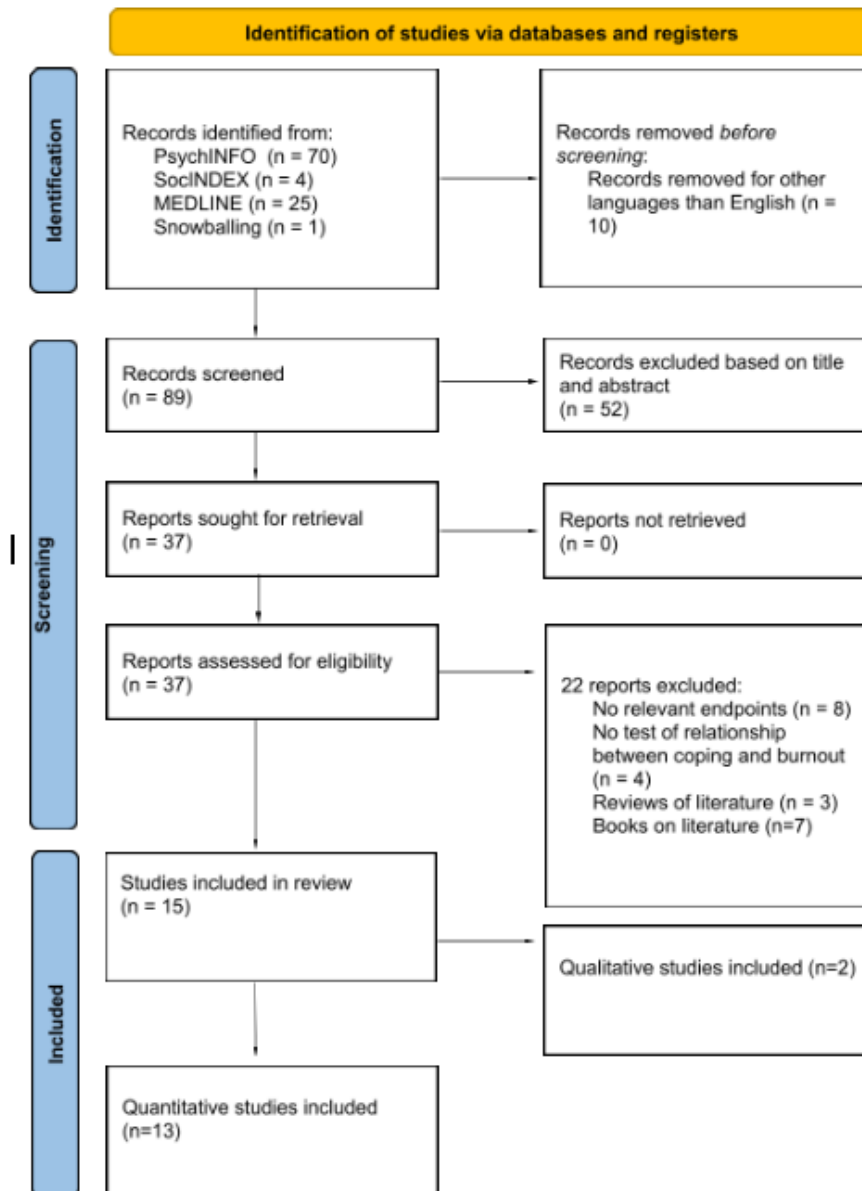 Identification of studies via databases and registers
Identification
Records identified from:
PsychINFO (n = 70)
SocINDEX (n = 4)
MEDLINE (n = 25)
Snowballing (n = 1)
Records removed before
screening:
Records removed for other
languages than English (n =
10)
Screening
Records screened
(n = 89)
Records excluded based on title
and abstract
(n = 52)
Reports sought for retrieval
(n = 37)
Reports not retrieved
(n = 0)
Reports assessed for eligibility
(n = 37)
22 reports excluded:
No relevant endpoints (n = 8)
No test of relationship
between coping and burnout
(n = 4)
Reviews of literature (n = 3)
Books on literature (n=7)
Included
Studies included in review
(n = 15)
Qualitative studies included (n=2)
Quantitative studies included
(n=13)